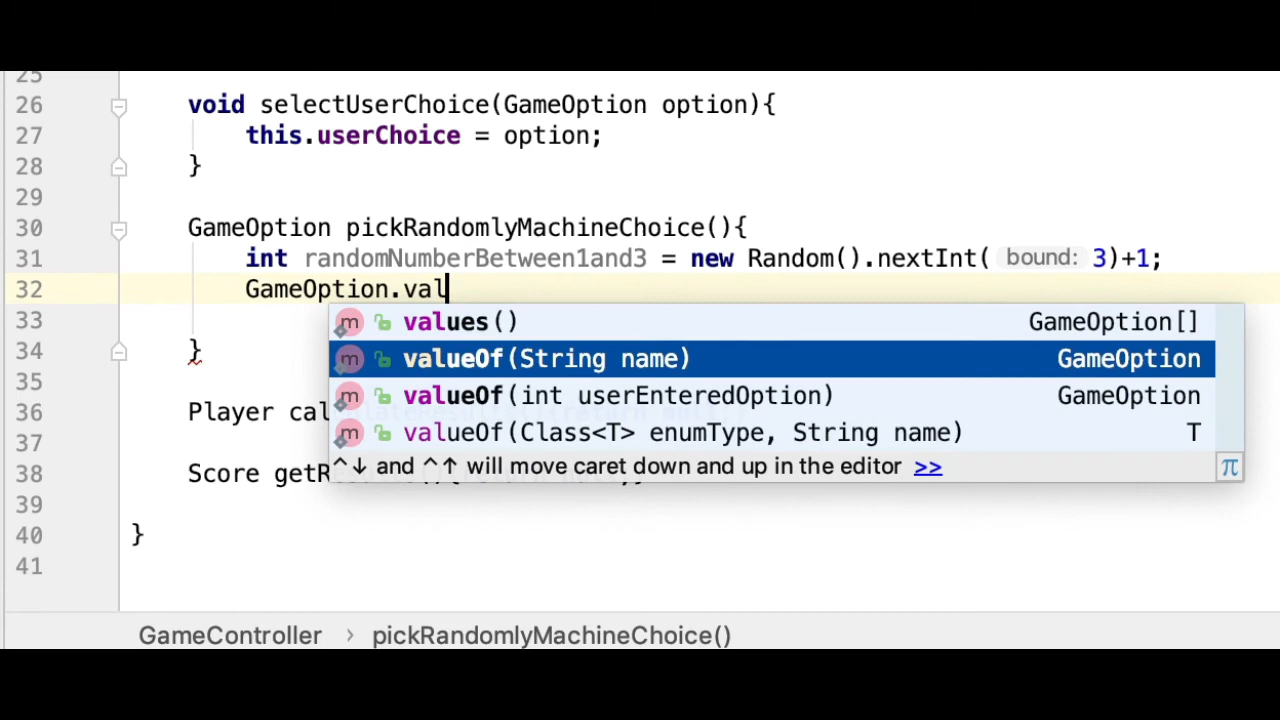 25
26 void selectUserChoice(GameOption option){
27 this.userChoice = option;
28 }
29
30 GameOption pickRandomlyMachineChoice(){
31 int randomNumberBetween1and3 = new Random().nextInt( bound: 3)+1;
32 GameOption.val
m values() GameOption[]
33
m valueOf(String name) GameOption
34 }
35
m valueOf(int userEnteredOption) GameOption
36 Player cal
m valueOf(Class<T> enumType, String name) T
37
^↓ and ^↑ will move caret down and up in the editor >> π
38 Score getR
39
40 }
41
GameController › pickRandomlyMachineChoice()